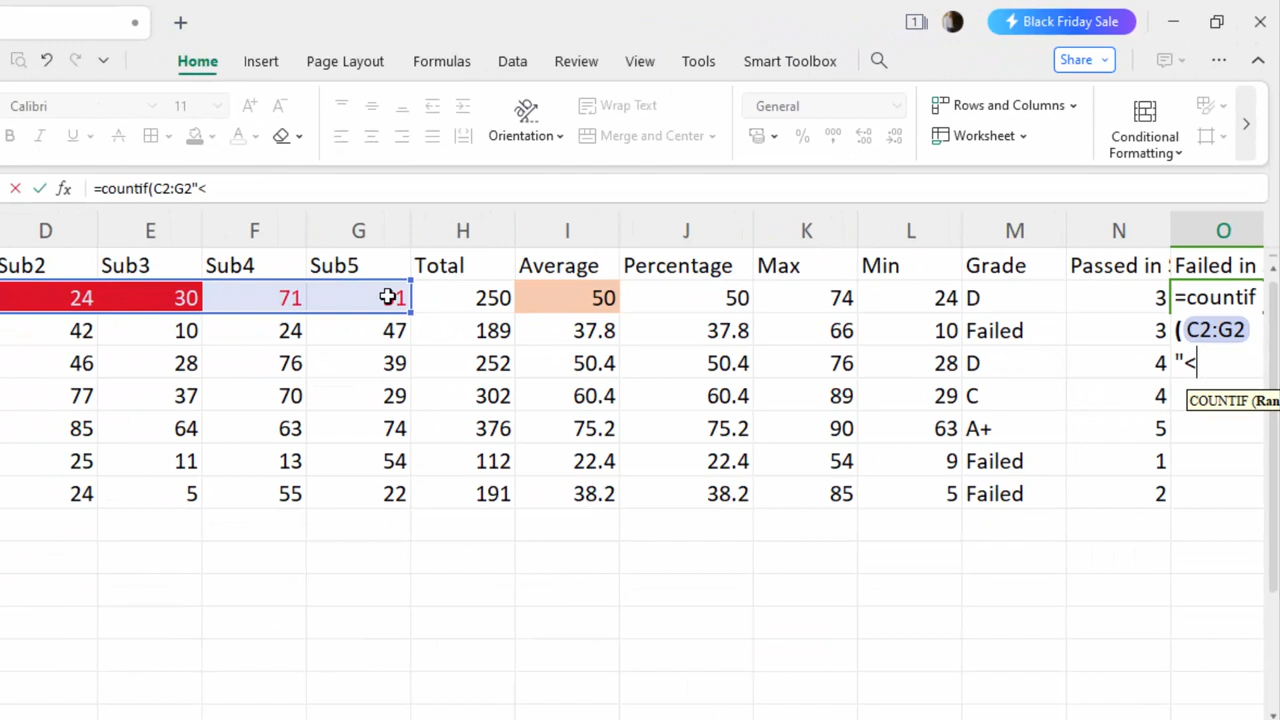 1
Black Friday Sale
Home Insert Page Layout Formulas Data Review View Tools Smart Toolbox
Share
Calibri 11 A+ A-
Wrap Text
General
Rows and Columns
B I U A A
Orientation
Merge and Center
%
Worksheet
Conditional
Formatting
fx =countif(C2:G2"<
D E F G H I J K L M N O
Sub2 Sub3 Sub4 Sub5 Total Average Percentage Max Min Grade Passed in Failed in
24 30 71 1 250 50 50 74 24 D 3 =countif
42 10 24 47 189 37.8 37.8 66 10 Failed 3 (C2:G2
46 28 76 39 252 50.4 50.4 76 28 D 4 "<
77 37 70 29 302 60.4 60.4 89 29 C 4 COUNTIF (Ran
85 64 63 74 376 75.2 75.2 90 63 A+ 5
25 11 13 54 112 22.4 22.4 54 9 Failed 1
24 5 55 22 191 38.2 38.2 85 5 Failed 2